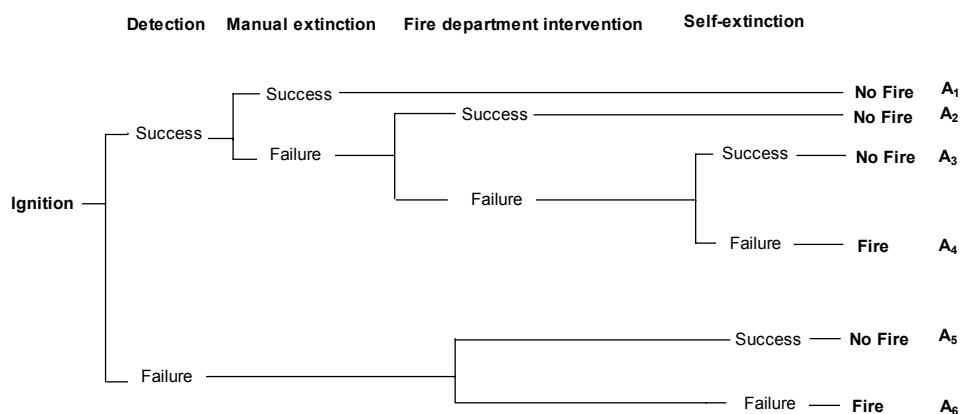 Detection Manual extinction Fire department intervention Self-extinction
Success No Fire A₁
Success Success No Fire A₂
Failure Success No Fire A₃
Ignition Failure
Failure Fire A₄
Success No Fire A₅
Failure
Failure Fire A₆